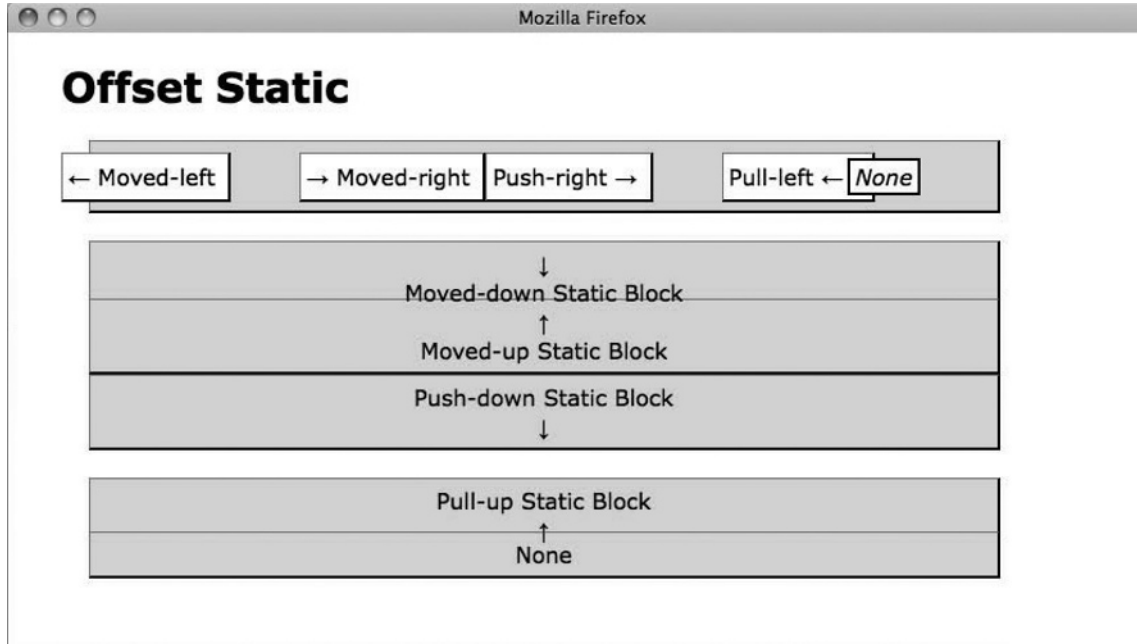 Mozilla Firefox
Offset Static
← Moved-left → Moved-right Push-right → Pull-left ← None
↓
Moved-down Static Block
↑
Moved-up Static Block
Push-down Static Block
↓
Pull-up Static Block
↑
None